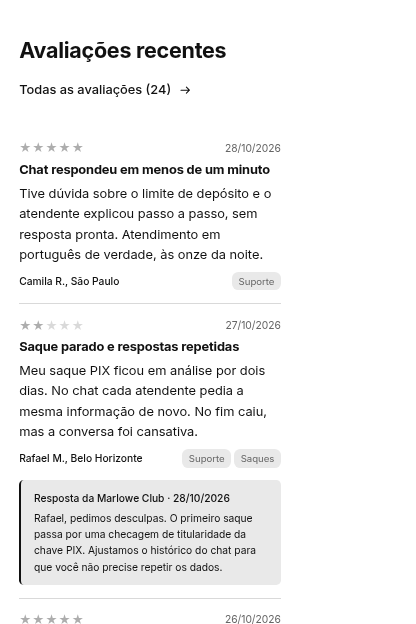 Avaliações recentes
Todas as avaliações (24) →
★★★★★ 28/10/2026
Chat respondeu em menos de um minuto
Tive dúvida sobre o limite de depósito e o
atendente explicou passo a passo, sem
resposta pronta. Atendimento em
português de verdade, às onze da noite.
Camila R., São Paulo Suporte
★★★★★ 27/10/2026
Saque parado e respostas repetidas
Meu saque PIX ficou em análise por dois
dias. No chat cada atendente pedia a
mesma informação de novo. No fim caiu,
mas a conversa foi cansativa.
Rafael M., Belo Horizonte Suporte Saques
Resposta da Marlowe Club · 28/10/2026
Rafael, pedimos desculpas. O primeiro saque
passa por uma checagem de titularidade da
chave PIX. Ajustamos o histórico do chat para
que você não precise repetir os dados.
★★★★★ 26/10/2026